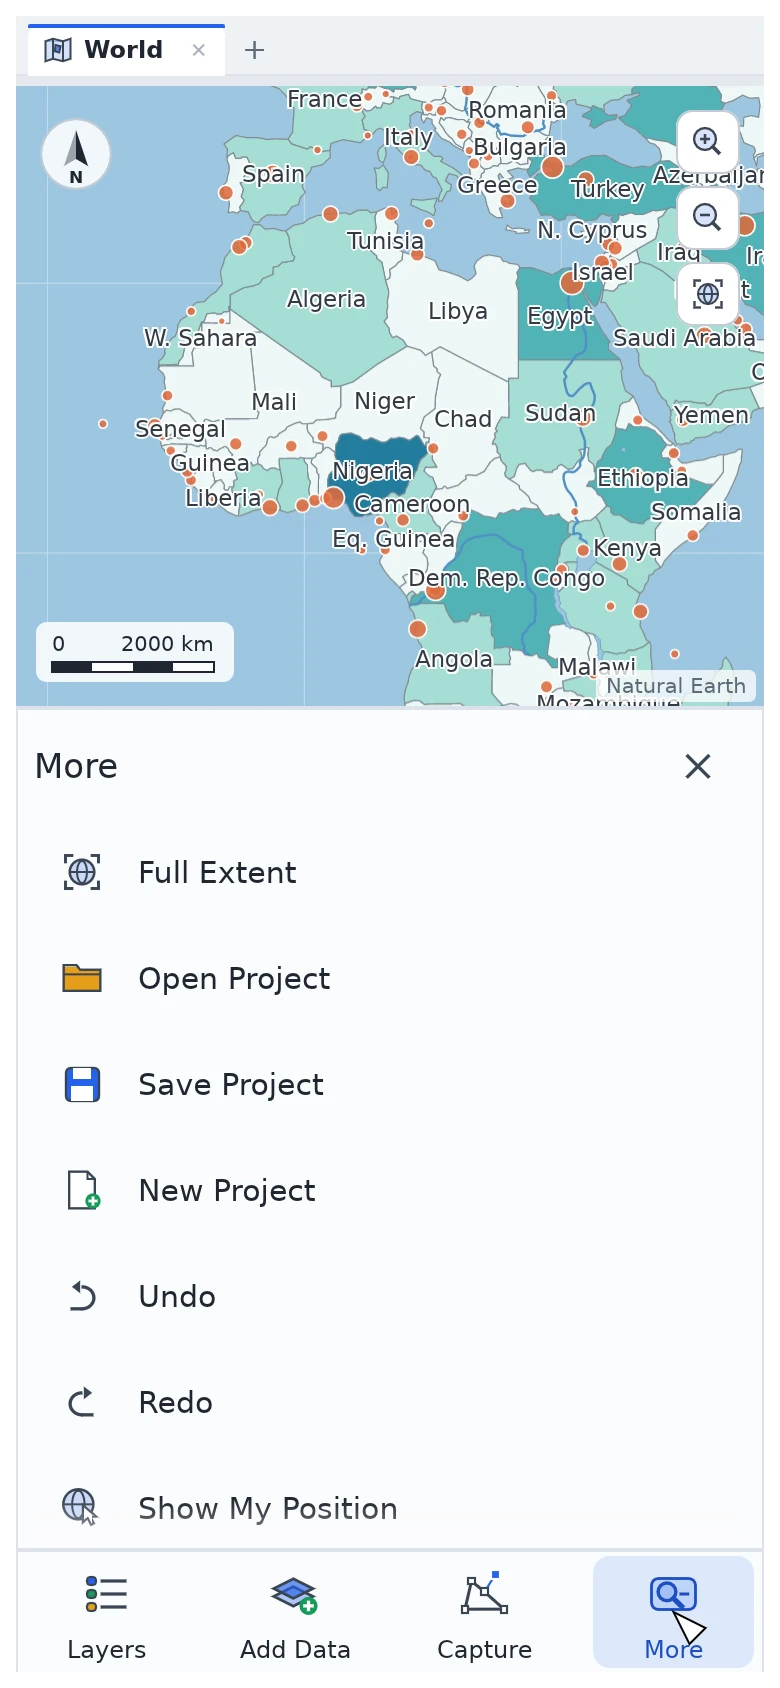 World
France
Romania
Italy
Bulgaria
Spain
Greece
Turkey
N
N. Cyprus
Tunisia
Iraq
Israel
Algeria
Libya
Egypt
W. Sahara
Saudi Arabia
Mali
Niger
Chad
Sudan
Yemen
Senegal
Guinea
Nigeria
Ethiopia
Liberia
Cameroon
Somalia
Eq. Guinea
Kenya
Dem. Rep. Congo
0 2000 km
Angola
Malawi
Natural Earth
More
Full Extent
Open Project
Save Project
New Project
Undo
Redo
Show My Position
Layers
Add Data
Capture
More